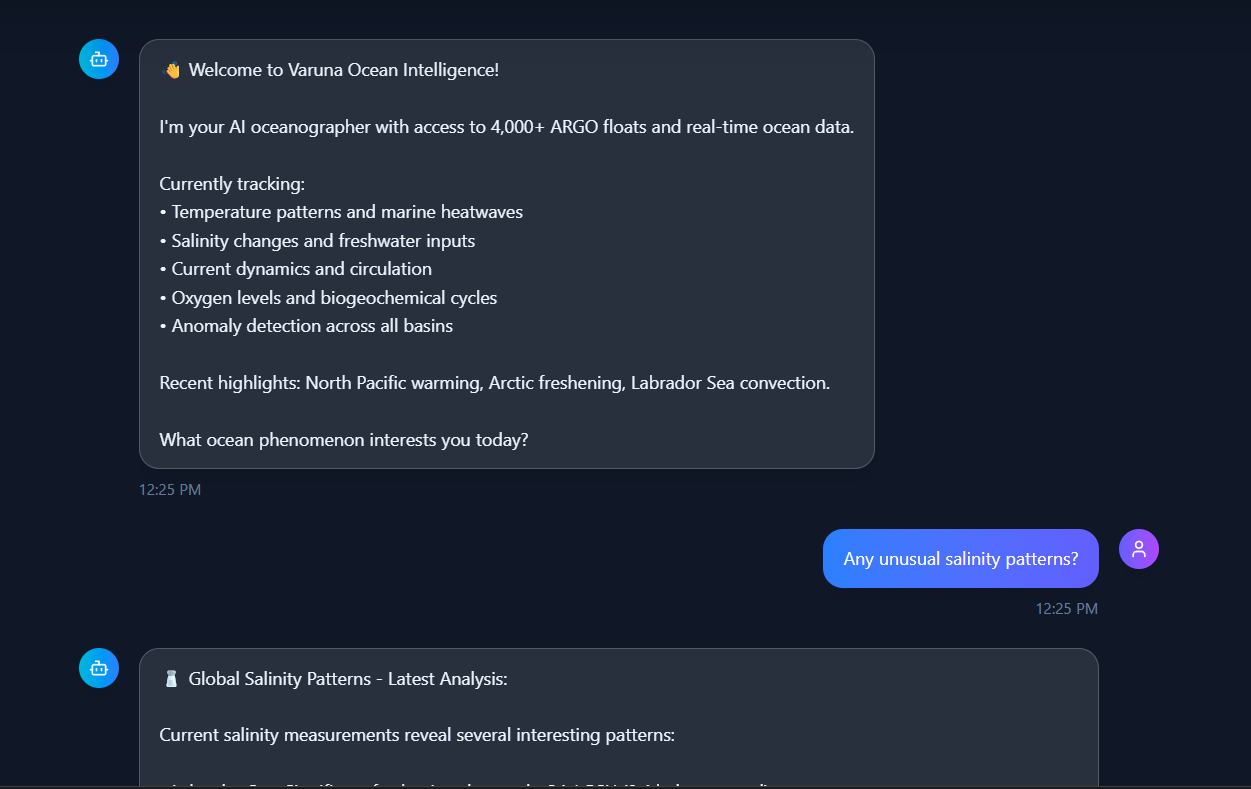 👋 Welcome to Varuna Ocean Intelligence!
I'm your AI oceanographer with access to 4,000+ ARGO floats and real-time ocean data.
Currently tracking:
• Temperature patterns and marine heatwaves
• Salinity changes and freshwater inputs
• Current dynamics and circulation
• Oxygen levels and biogeochemical cycles
• Anomaly detection across all basins
Recent highlights: North Pacific warming, Arctic freshening, Labrador Sea convection.
What ocean phenomenon interests you today?
12:25 PM
Any unusual salinity patterns?
12:25 PM
🧂 Global Salinity Patterns - Latest Analysis:
Current salinity measurements reveal several interesting patterns: